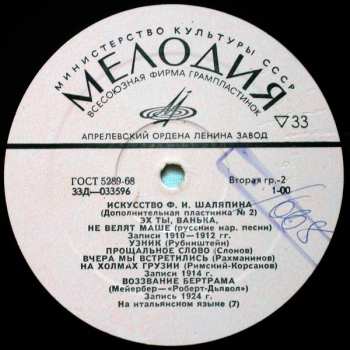 МИНИСТЕРСТВО КУЛЬТУРЫ СССР
МЕЛОДИЯ
ВСЕСОЮЗНАЯ ФИРМА ГРАМПЛАСТИНОК
АПРЕЛЕВСКИЙ ОРДЕНА ЛЕНИНА ЗАВОД
▽33
ГОСТ 5289-68 Вторая гр.-2
33Д—033596 1-00
ИСКУССТВО Ф. И. ШАЛЯПИНА
(Дополнительная пластинка № 2)
ЭХ ТЫ, ВАНЬКА,
НЕ ВЕЛЯТ МАШЕ (русские нар. песни)
Записи 1910—1912 гг.
УЗНИК (Рубинштейн)
ПРОЩАЛЬНОЕ СЛОВО (Слонов)
ВЧЕРА МЫ ВСТРЕТИЛИСЬ (Рахманинов)
НА ХОЛМАХ ГРУЗИИ (Римский-Корсаков)
Записи 1914 г.
ВОЗЗВАНИЕ БЕРТРАМА
(Мейербер—«Роберт-Дьявол»)
Запись 1924 г.
На итальянском языке (7)
1008